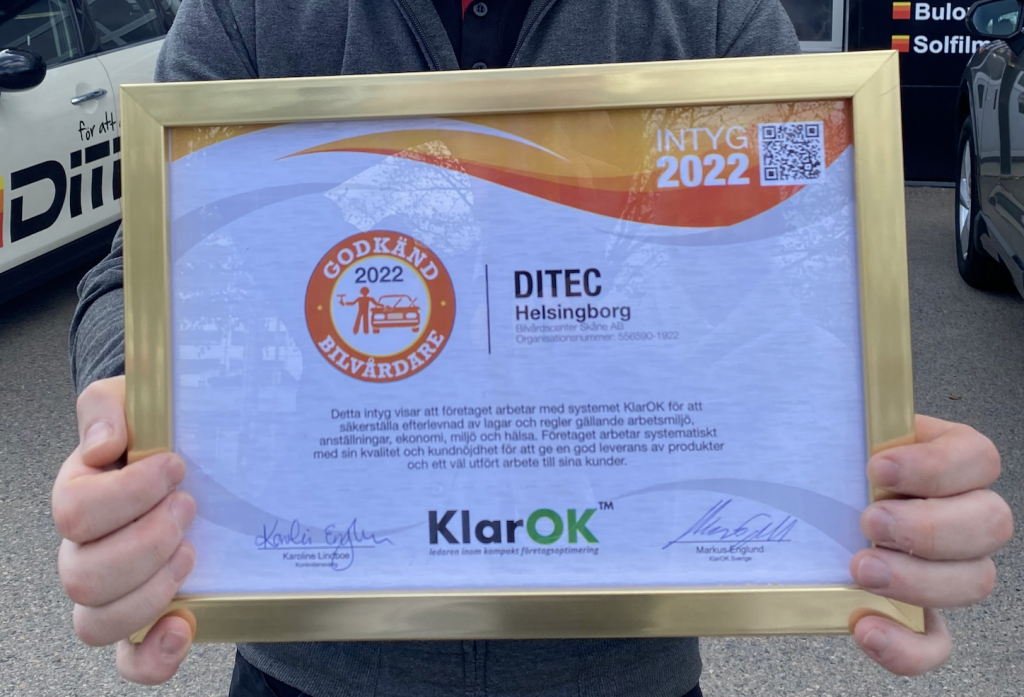 Bulo
Solfilm
för att
DiTE
INTYG
2022
GODKÄND
2022
BILVÅRDARE
DITEC
Helsingborg
Bilvårdscenter Skåne AB
Organisationsnummer: 556590-1922
Detta intyg visar att företaget arbetar med systemet KlarOK för att
säkerställa efterlevnad av lagar och regler gällande arbetsmiljö,
anställningar, ekonomi, miljö och hälsa. Företaget arbetar systematiskt
med sin kvalitet och kundnöjdhet för att ge en god leverans av produkter
och ett väl utfört arbete till sina kunder.
KlarOK™
ledaren inom kompakt företagsoptimering
Karoline Lindboe
Markus Englund
KlarOK Sverige